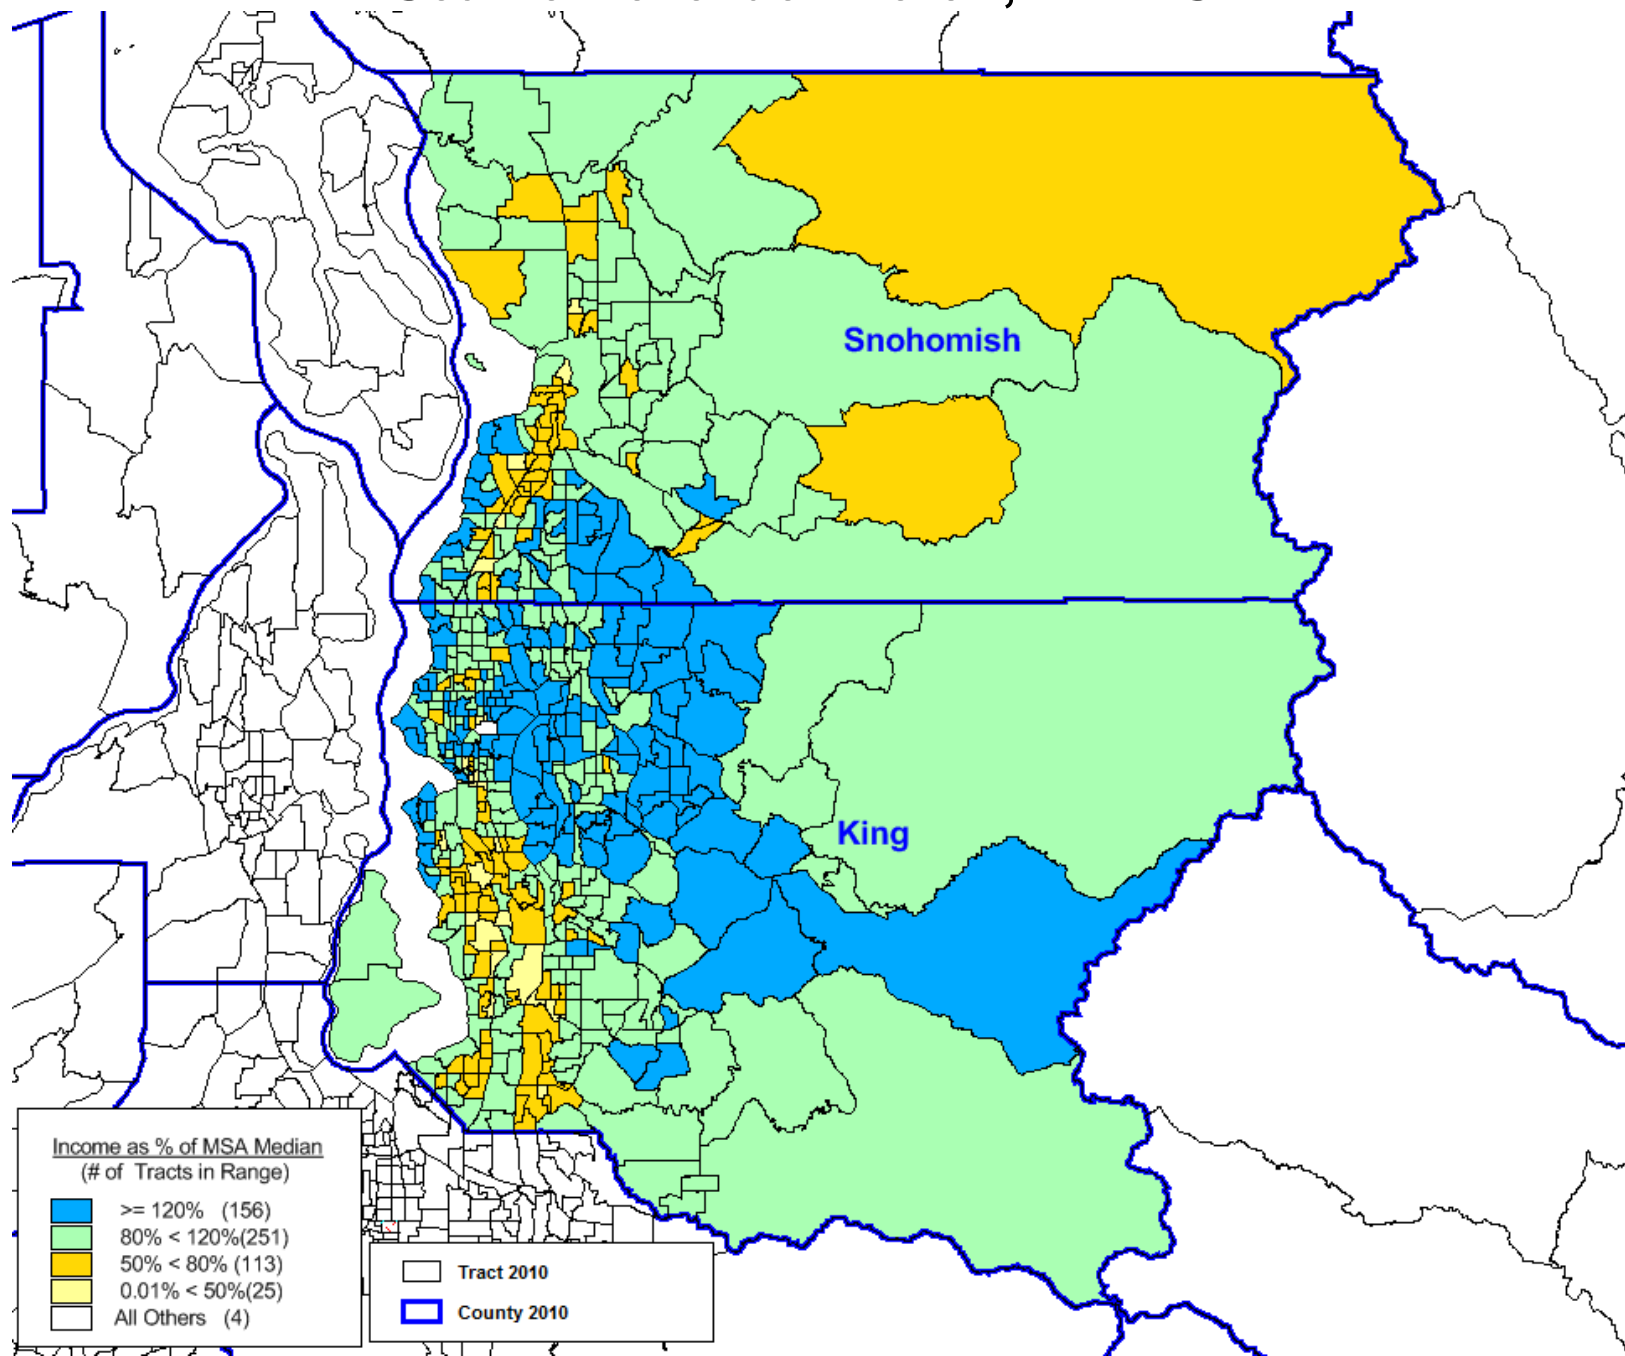 Snohomish
King
Income as % of MSA Median
(# of Tracts in Range)
>= 120% (156)
80% < 120%(251)
50% < 80% (113)
0.01% < 50%(25)
All Others (4)
Tract 2010
County 2010